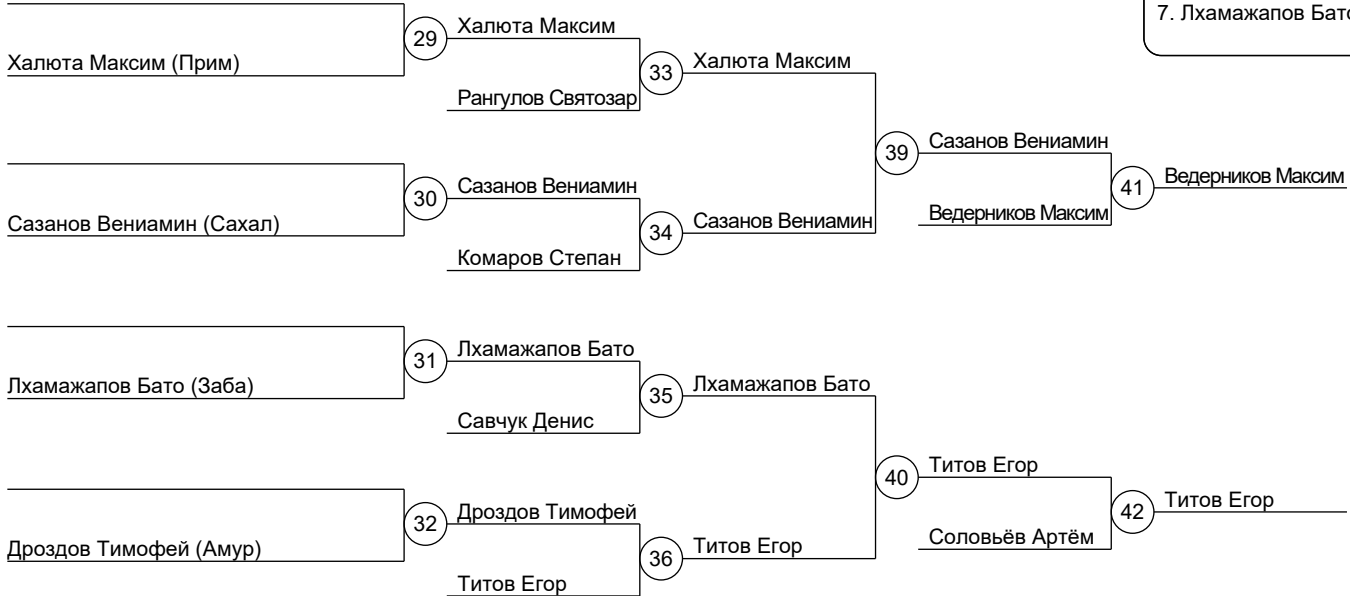 7. Лхамажапов Бато
29
Халюта Максим
Халюта Максим (Прим)
33
Халюта Максим
Рангулов Святозар
39
Сазанов Вениамин
41
Ведерников Максим
30
Сазанов Вениамин
Ведерников Максим
Сазанов Вениамин (Сахал)
34
Сазанов Вениамин
Комаров Степан
31
Лхамажапов Бато
Лхамажапов Бато (Заба)
35
Лхамажапов Бато
Савчук Денис
40
Титов Егор
42
Титов Егор
32
Дроздов Тимофей
Соловьёв Артём
Дроздов Тимофей (Амур)
36
Титов Егор
Титов Егор